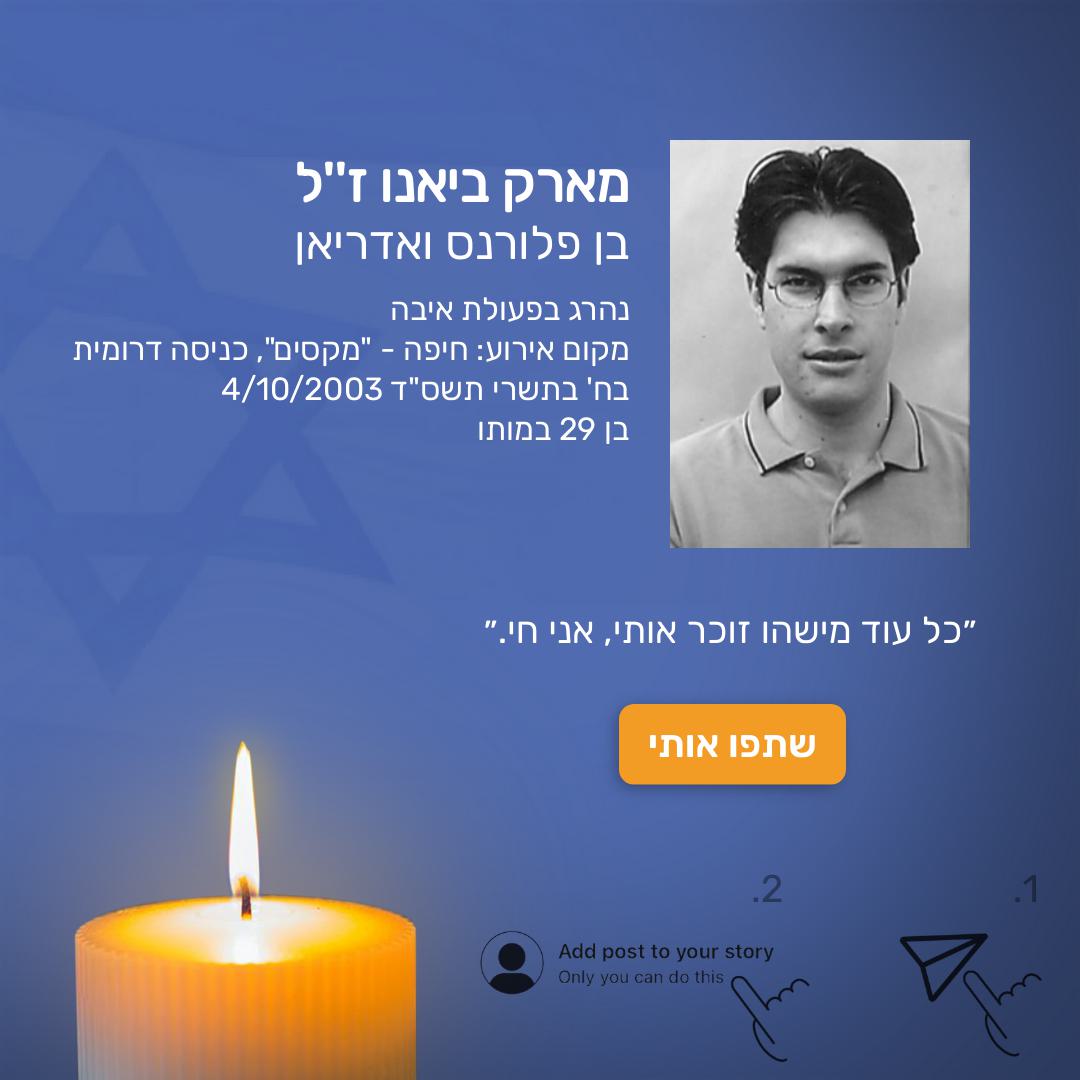 מארק ביאנו ז"ל
בן פלורנס ואדריאן
נהרג בפעולת איבה
מקום אירוע: חיפה - "מקסים", כניסה דרומית
בח' בתשרי תשס"ד 4/10/2003
בן 29 במותו
״כל עוד מישהו זוכר אותי, אני חי.״
שתפו אותי
1.
2.
Add post to your story
Only you can do this